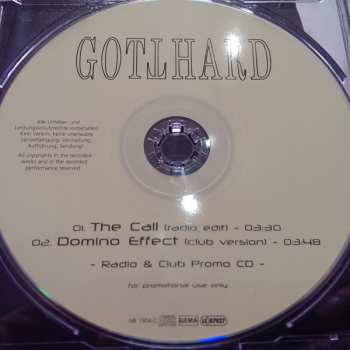 GOTTHARD
Alle Urheber- und
Leistungsschutzrechte vorbehalten.
Kein Verleih, keine unerlaubte
Vervielfältigung, Vermietung,
Aufführung, Sendung!
All copyrights in the recorded
works and in the recorded
performance reserved.
01. The Call (radio edit) - 03:30
02. Domino Effect (club version) - 03:48
- Radio & Club Promo CD -
for promotional use only
GEMA